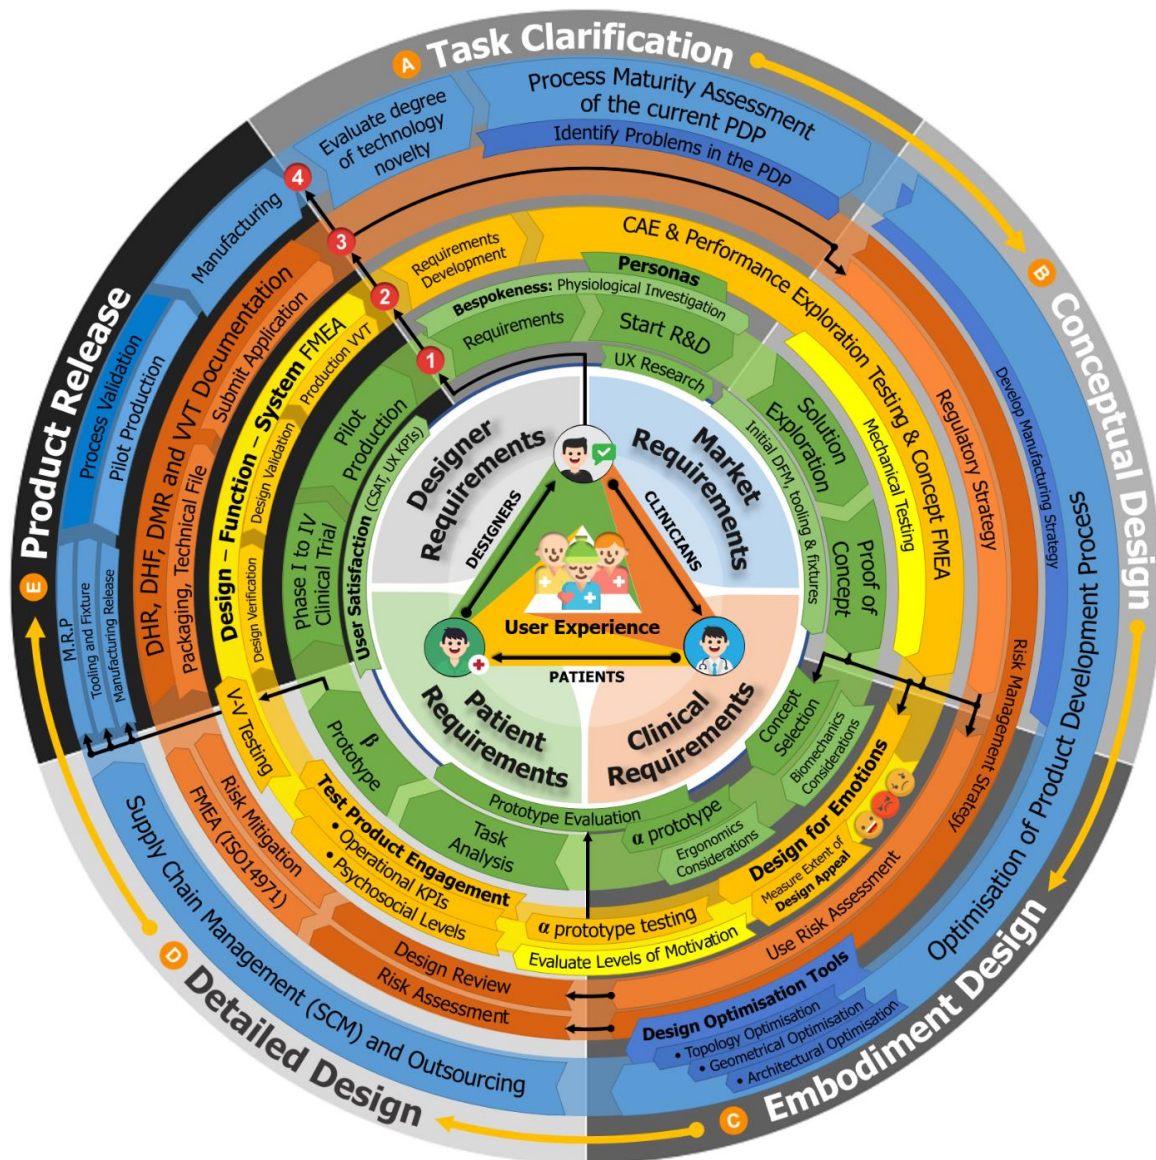 A Task Clarification
Evaluate degree
of technology
novelty
Process Maturity Assessment
of the current PDP
Identify Problems in the PDP
Requirements
Development
CAE & Performance Exploration Testing & Concept FMEA
Personas
Bespokeness: Physiological Investigation
Requirements
Start R&D
UX Research
4
3
2
1
B Conceptual Design
Develop Manufacturing Strategy
Optimisation of Product Development Process
Regulatory Strategy
Risk Management Strategy
Mechanical Testing
Solution
Exploration
Initial DFM, tooling & fixtures
Proof of
Concept
C Embodiment Design
Concept
Selection
Biomechanics
Considerations
α prototype
Ergonomics
Considerations
Design for Emotions
Measure Extent of
Design Appeal
α prototype testing
Evaluate Levels of Motivation
Use Risk Assessment
Design Optimisation Tools
• Topology Optimisation
• Geometrical Optimisation
• Architectural Optimisation
D Detailed Design
Prototype Evaluation
Task
Analysis
β
Prototype
V-V Testing
Test Product Engagement
• Operational KPIs
• Psychosocial Levels
Risk Mitigation
FMEA (ISO14971)
Design Review
Risk Assessment
Supply Chain Management (SCM) and Outsourcing
E Product Release
M.R.P
Tooling and Fixture
Manufacturing Release
Process Validation
Pilot Production
Manufacturing
DHR, DHF, DMR and VVT Documentation
Packaging, Technical File
Submit Application
Design – Function – System FMEA
Design Verification
Design Validation
Production VVT
Phase I to IV
Clinical Trial
Pilot
Production
User Satisfaction (CSAT, UX KPIs)
Designer
Requirements
Market
Requirements
Patient
Requirements
Clinical
Requirements
DESIGNERS
CLINICIANS
User Experience
PATIENTS